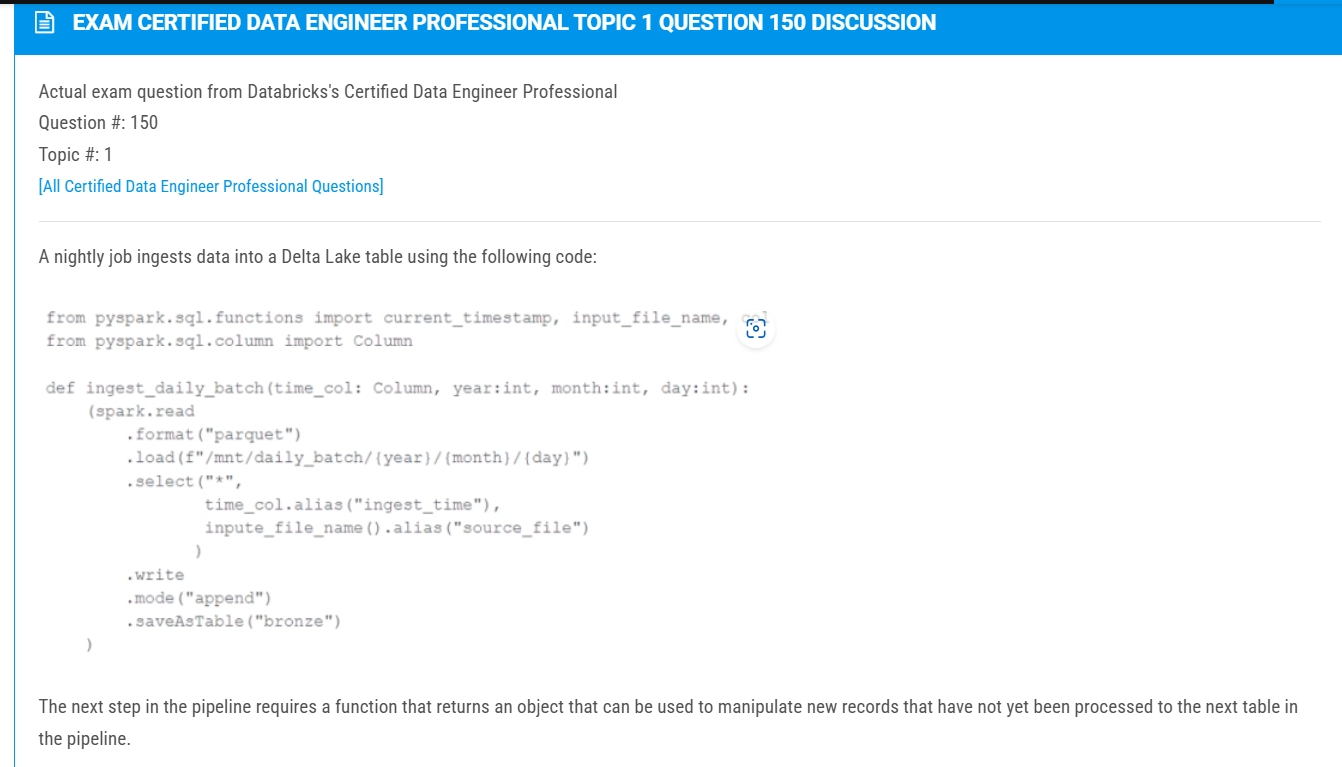 EXAM CERTIFIED DATA ENGINEER PROFESSIONAL TOPIC 1 QUESTION 150 DISCUSSION
Actual exam question from Databricks's Certified Data Engineer Professional
Question #: 150
Topic #: 1
[All Certified Data Engineer Professional Questions]
A nightly job ingests data into a Delta Lake table using the following code:
from pyspark.sql.functions import current_timestamp, input_file_name,
from pyspark.sql.column import Column
def ingest_daily_batch(time_col: Column, year:int, month:int, day:int):
(spark.read
.format("parquet")
.load(f"/mnt/daily_batch/{year}/{month}/{day}")
.select("*",
time_col.alias("ingest_time"),
inpute_file_name().alias("source_file")
)
.write
.mode("append")
.saveAsTable("bronze")
)
The next step in the pipeline requires a function that returns an object that can be used to manipulate new records that have not yet been processed to the next table in
the pipeline.